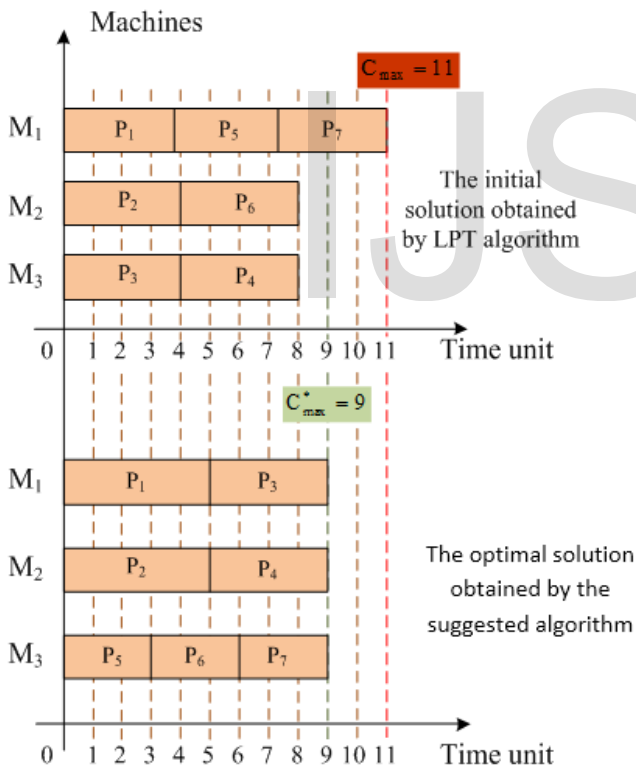 Machines
C_max = 11
M₁ P₁ P₅ P₇
M₂ P₂ P₆
M₃ P₃ P₄
The initial
solution obtained
by LPT algorithm
0 1 2 3 4 5 6 7 8 9 10 11 Time unit
C*_max = 9
M₁ P₁ P₃
M₂ P₂ P₄
M₃ P₅ P₆ P₇
The optimal solution
obtained by the
suggested algorithm
0 1 2 3 4 5 6 7 8 9 10 11 Time unit
IJS